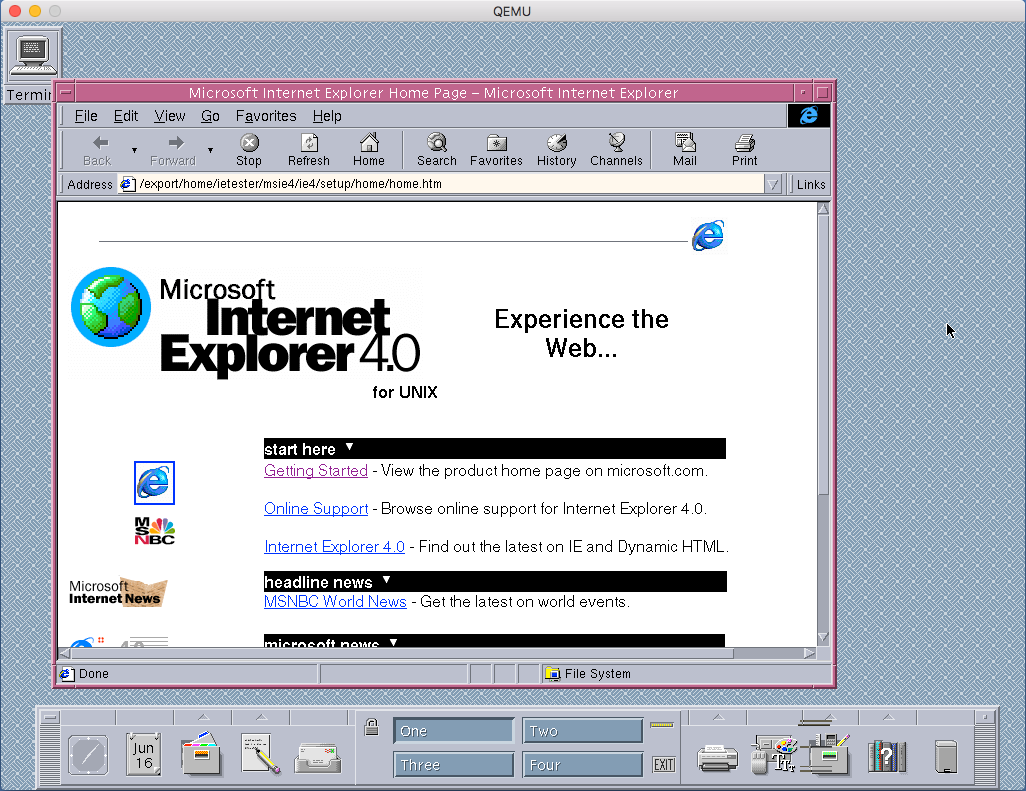 QEMU
Termin
Microsoft Internet Explorer Home Page – Microsoft Internet Explorer
File Edit View Go Favorites Help
Back Forward Stop Refresh Home Search Favorites History Channels Mail Print
Address /export/home/ietester/msie4/ie4/setup/home/home.htm Links
Microsoft
Internet
Explorer 4.0
for UNIX
Experience the
Web...
start here
Getting Started - View the product home page on microsoft.com.
Online Support - Browse online support for Internet Explorer 4.0.
MSNBC
Internet Explorer 4.0 - Find out the latest on IE and Dynamic HTML.
headline news
Microsoft
Internet News
MSNBC World News - Get the latest on world events.
microsoft news
4.0
Done File System
Jun
16
One Two
Three Four
EXIT